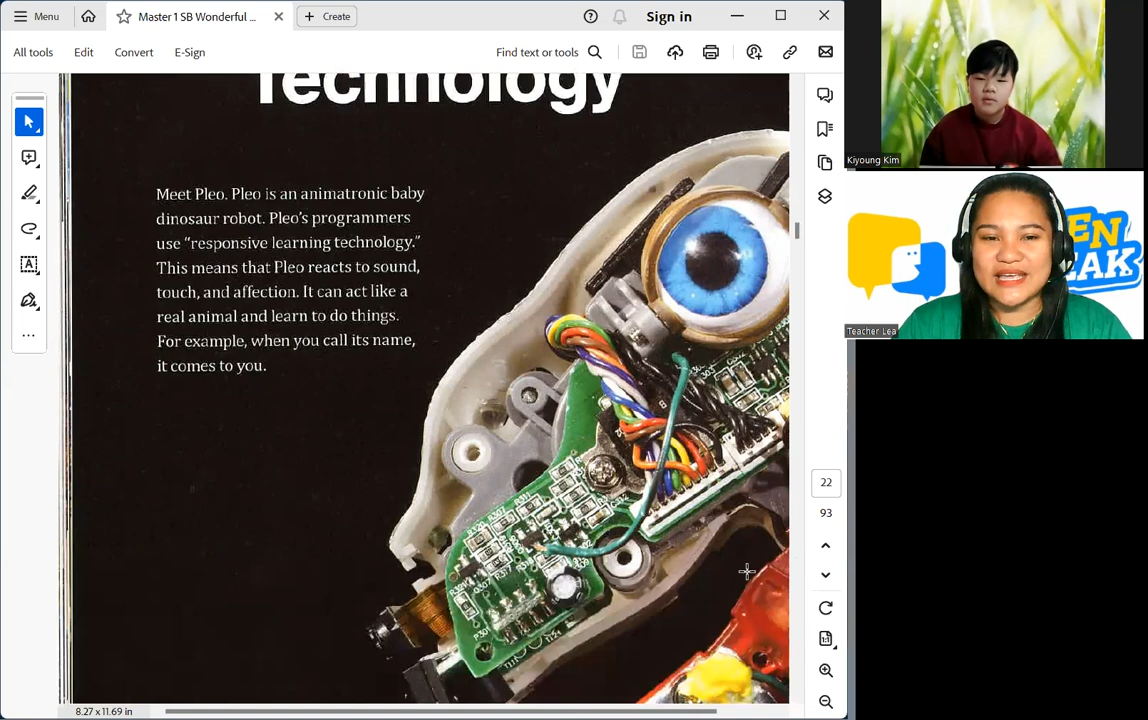 Menu
Master 1 SB Wonderful ...
Create
Sign in
All tools
Edit
Convert
E-Sign
Find text or tools
Technology
Meet Pleo. Pleo is an animatronic baby
dinosaur robot. Pleo's programmers
use "responsive learning technology."
This means that Pleo reacts to sound,
touch, and affection. It can act like a
real animal and learn to do things.
For example, when you call its name,
it comes to you.
22
93
8.27 x 11.69 in
Kiyoung Kim
EN
EAK
Teacher Lea